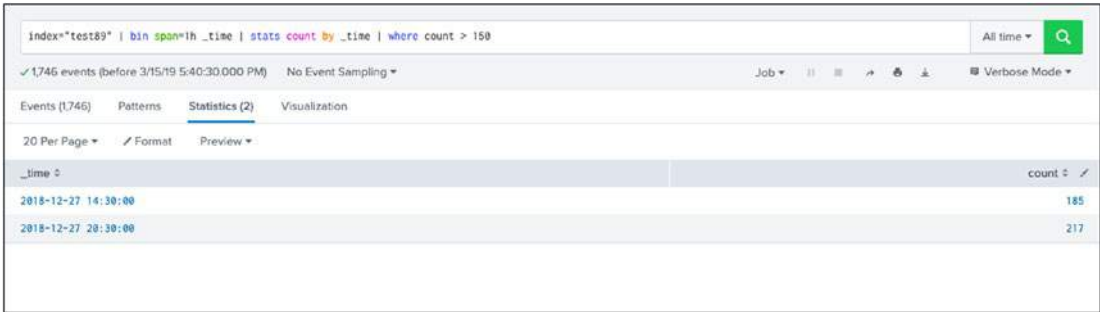 index="test89" | bin span=1h _time | stats count by _time | where count > 150
All time
1,746 events (before 3/15/19 5:40:30.000 PM) No Event Sampling Job Verbose Mode
Events (1,746) Patterns Statistics (2) Visualization
20 Per Page Format Preview
_time count
2018-12-27 14:30:00 185
2018-12-27 20:30:00 217